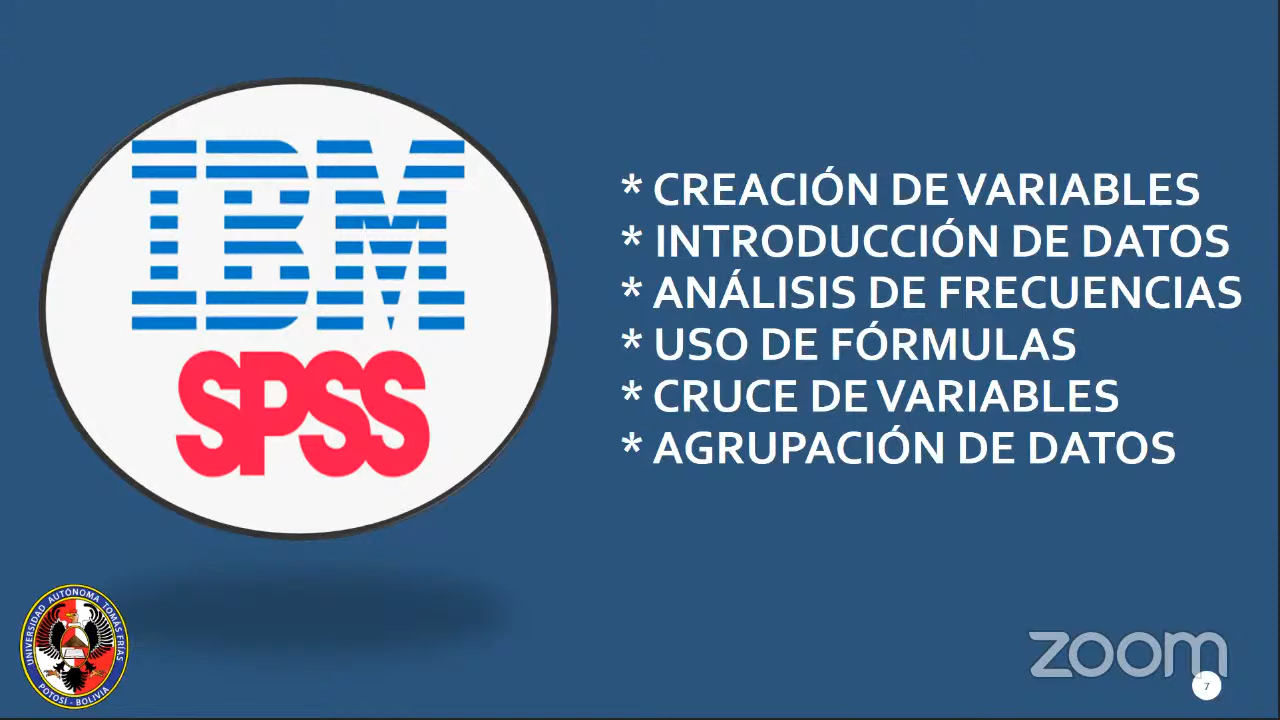 IBM
SPSS
* CREACIÓN DE VARIABLES
* INTRODUCCIÓN DE DATOS
* ANÁLISIS DE FRECUENCIAS
* USO DE FÓRMULAS
* CRUCE DE VARIABLES
* AGRUPACIÓN DE DATOS
UNIVERSIDAD AUTÓNOMA TOMÁS FRÍAS
POTOSÍ - BOLIVIA
zoom
7